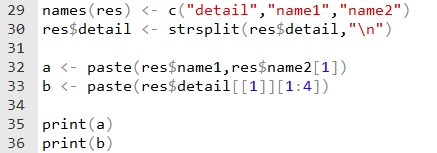 29 names(res) <- c("detail","name1","name2")
30 res$detail <- strsplit(res$detail,"\n")
31
32 a <- paste(res$name1,res$name2[1])
33 b <- paste(res$detail[[1]][1:4])
34
35 print(a)
36 print(b)